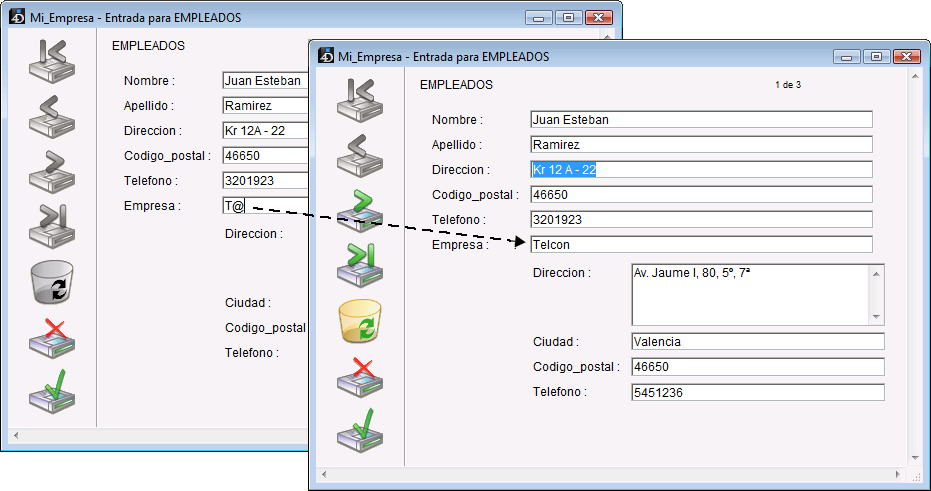 Mi_Empresa - Entrada para EMPLEADOS
EMPLEADOS
Nombre : Juan Esteban
Apellido : Ramirez
Direccion : Kr 12A - 22
Codigo_postal : 46650
Telefono : 3201923
Empresa : T@
Direccion :
Ciudad :
Codigo_postal
Telefono :
Mi_Empresa - Entrada para EMPLEADOS
EMPLEADOS 1 de 3
Nombre : Juan Esteban
Apellido : Ramirez
Direccion : Kr 12 A - 22
Codigo_postal : 46650
Telefono : 3201923
Empresa : Telcon
Direccion : Av. Jaume I, 80, 5º, 7ª
Ciudad : Valencia
Codigo_postal : 46650
Telefono : 5451236